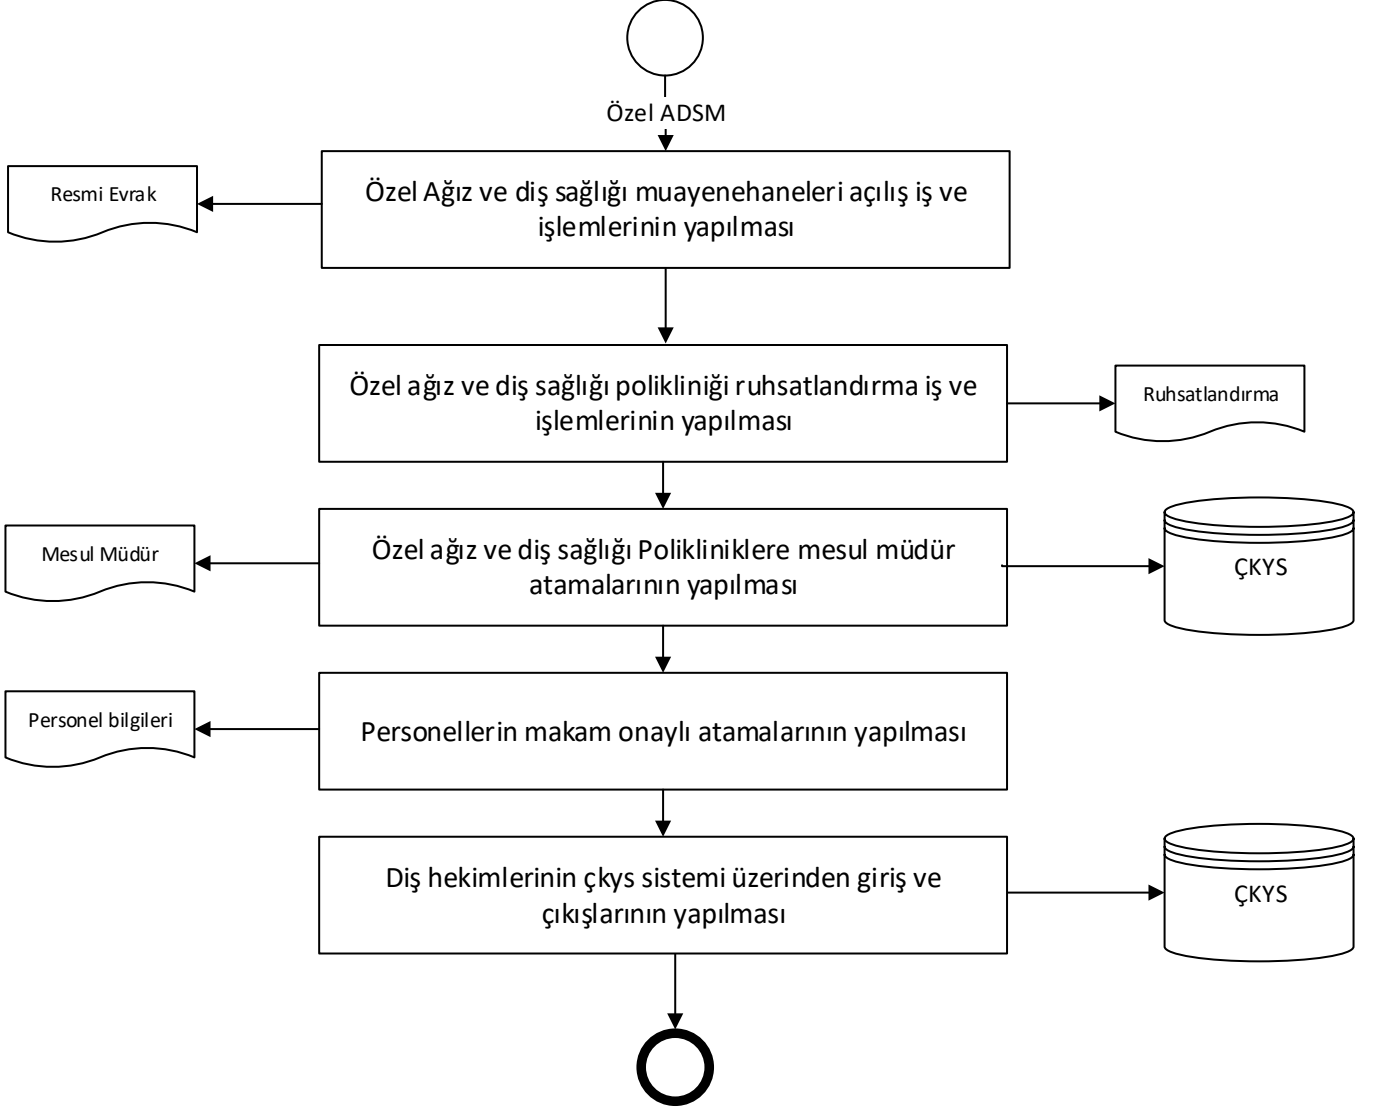 Özel ADSM
Resmi Evrak
Özel Ağız ve diş sağlığı muayenehaneleri açılış iş ve
işlemlerinin yapılması
Özel ağız ve diş sağlığı polikliniği ruhsatlandırma iş ve
işlemlerinin yapılması
Ruhsatlandırma
Mesul Müdür
Özel ağız ve diş sağlığı Polikliniklere mesul müdür
atamalarının yapılması
ÇKYS
Personel bilgileri
Personellerin makam onaylı atamalarının yapılması
Diş hekimlerinin çkys sistemi üzerinden giriş ve
çıkışlarının yapılması
ÇKYS